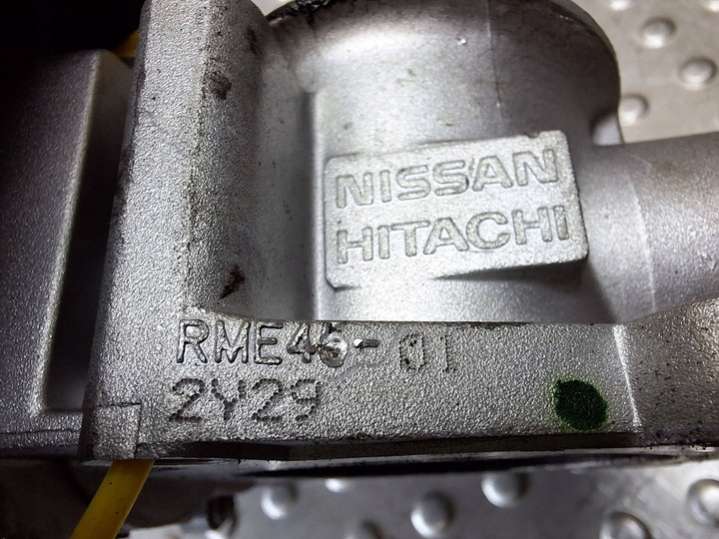 NISSAN
HITACHI
RME45-01
2Y29